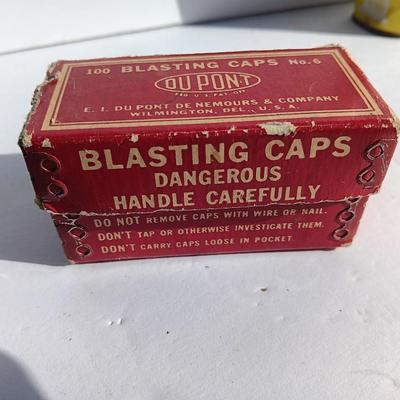 100 BLASTING CAPS No. 6
DU PONT
REG. U.S. PAT. OFF.
E. I. DU PONT DE NEMOURS & COMPANY
WILMINGTON, DEL., U. S. A.
BLASTING CAPS
DANGEROUS
HANDLE CAREFULLY
DO NOT REMOVE CAPS WITH WIRE OR NAIL.
DON'T TAP OR OTHERWISE INVESTIGATE THEM.
DON'T CARRY CAPS LOOSE IN POCKET.